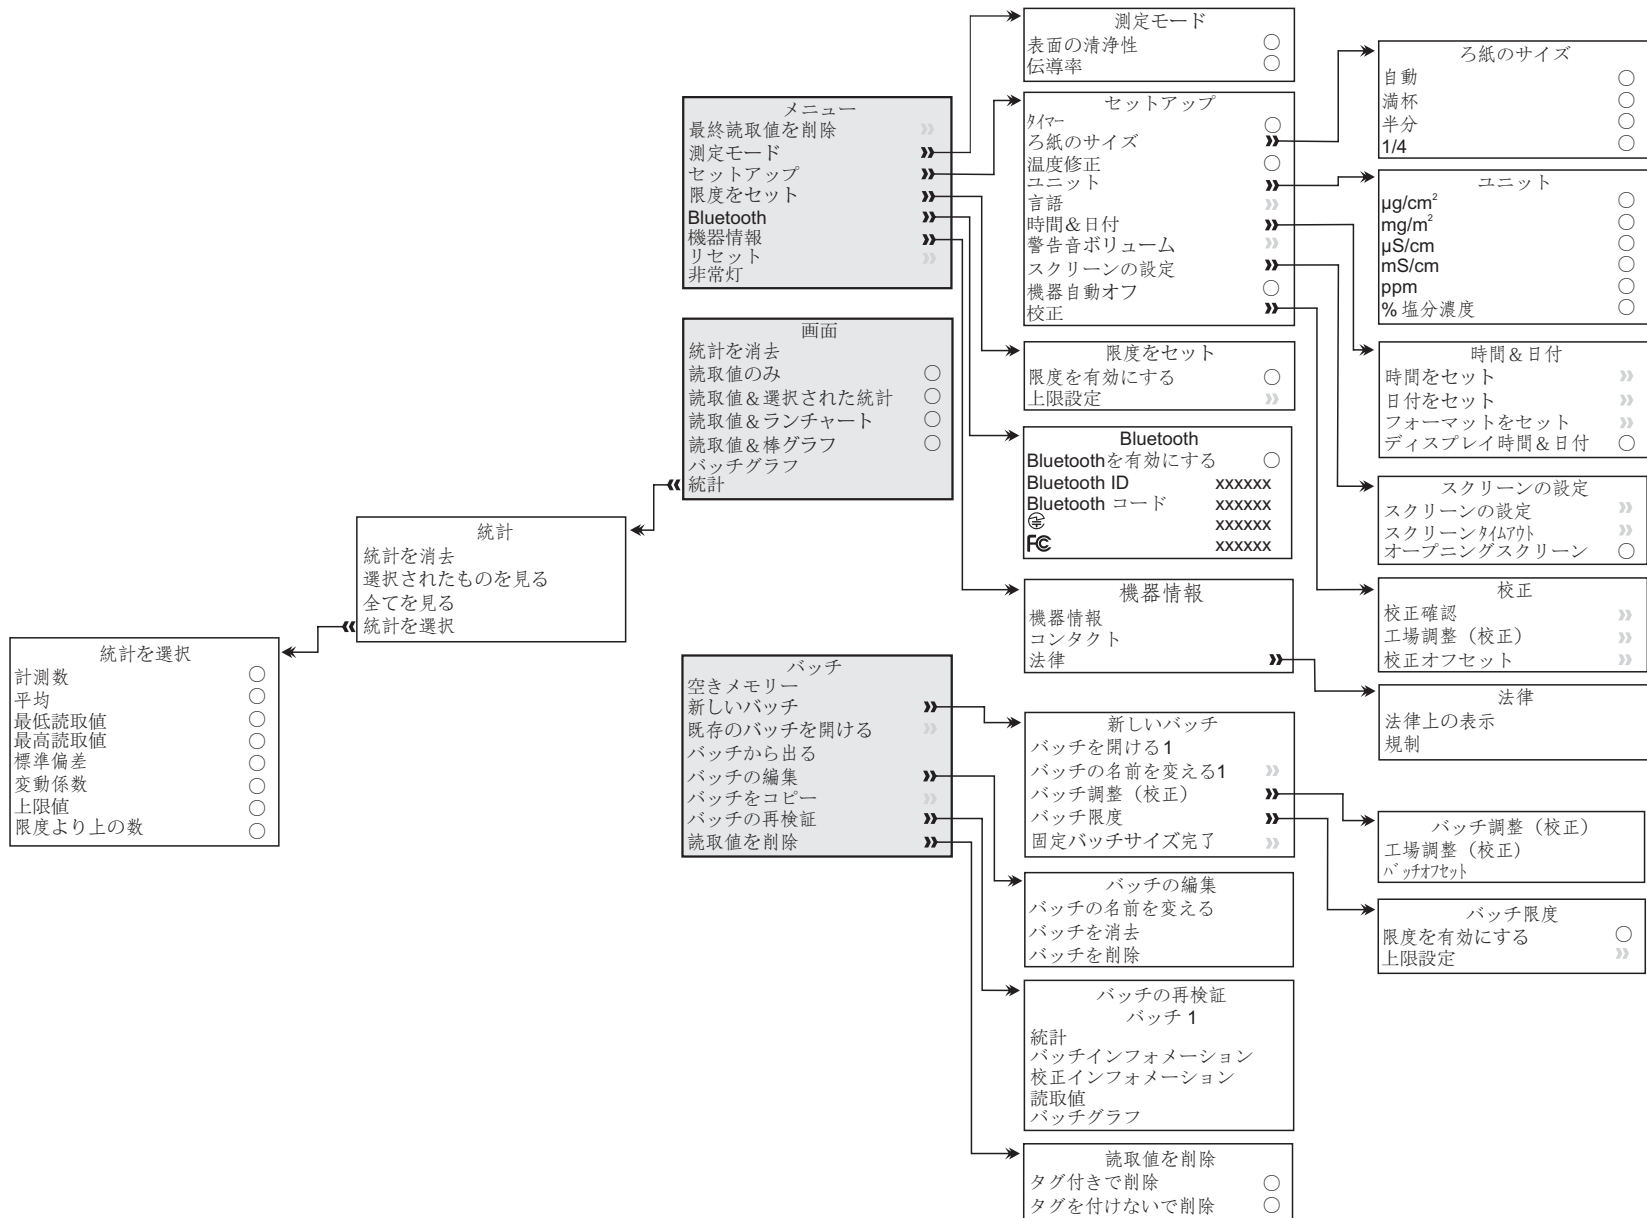 測定モード
表面の清浄性
伝導率
ろ紙のサイズ
自動
満杯
半分
1/4
メニュー
最終読取値を削除
測定モード
セットアップ
限度をセット
Bluetooth
機器情報
リセット
非常灯
セットアップ
タイマー
ろ紙のサイズ
温度修正
ユニット
言語
時間&日付
警告音ボリューム
スクリーンの設定
機器自動オフ
校正
ユニット
µg/cm²
mg/m²
µS/cm
mS/cm
ppm
% 塩分濃度
画面
統計を消去
読取値のみ
読取値&選択された統計
読取値&ランチャート
読取値&棒グラフ
バッチグラフ
統計
限度をセット
限度を有効にする
上限設定
時間&日付
時間をセット
日付をセット
フォーマットをセット
ディスプレイ時間&日付
Bluetooth
Bluetoothを有効にする
Bluetooth ID xxxxxx
Bluetooth コード xxxxxx
xxxxxx
FC xxxxxx
スクリーンの設定
スクリーンの設定
スクリーンタイムアウト
オープニングスクリーン
統計
統計を消去
選択されたものを見る
全てを見る
統計を選択
機器情報
機器情報
コンタクト
法律
校正
校正確認
工場調整(校正)
校正オフセット
統計を選択
計測数
平均
最低読取値
最高読取値
標準偏差
変動係数
上限値
限度より上の数
バッチ
空きメモリー
新しいバッチ
既存のバッチを開ける
バッチから出る
バッチの編集
バッチをコピー
バッチの再検証
読取値を削除
法律
法律上の表示
規制
新しいバッチ
バッチを開ける1
バッチの名前を変える1
バッチ調整(校正)
バッチ限度
固定バッチサイズ完了
バッチ調整(校正)
工場調整(校正)
バッチオフセット
バッチの編集
バッチの名前を変える
バッチを消去
バッチを削除
バッチ限度
限度を有効にする
上限設定
バッチの再検証
バッチ 1
統計
バッチインフォメーション
校正インフォメーション
読取値
バッチグラフ
読取値を削除
タグ付きで削除
タグを付けないで削除